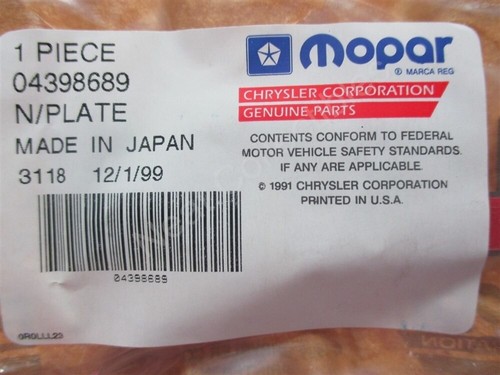 1 PIECE
04398689
N/PLATE
MADE IN JAPAN
3118 12/1/99
04398689
Mopar
® MARCA REG
CHRYSLER CORPORATION
GENUINE PARTS
CONTENTS CONFORM TO FEDERAL
MOTOR VEHICLE SAFETY STANDARDS
IF ANY ARE APPLICABLE.
© 1991 CHRYSLER CORPORATION
PRINTED IN U.S.A.